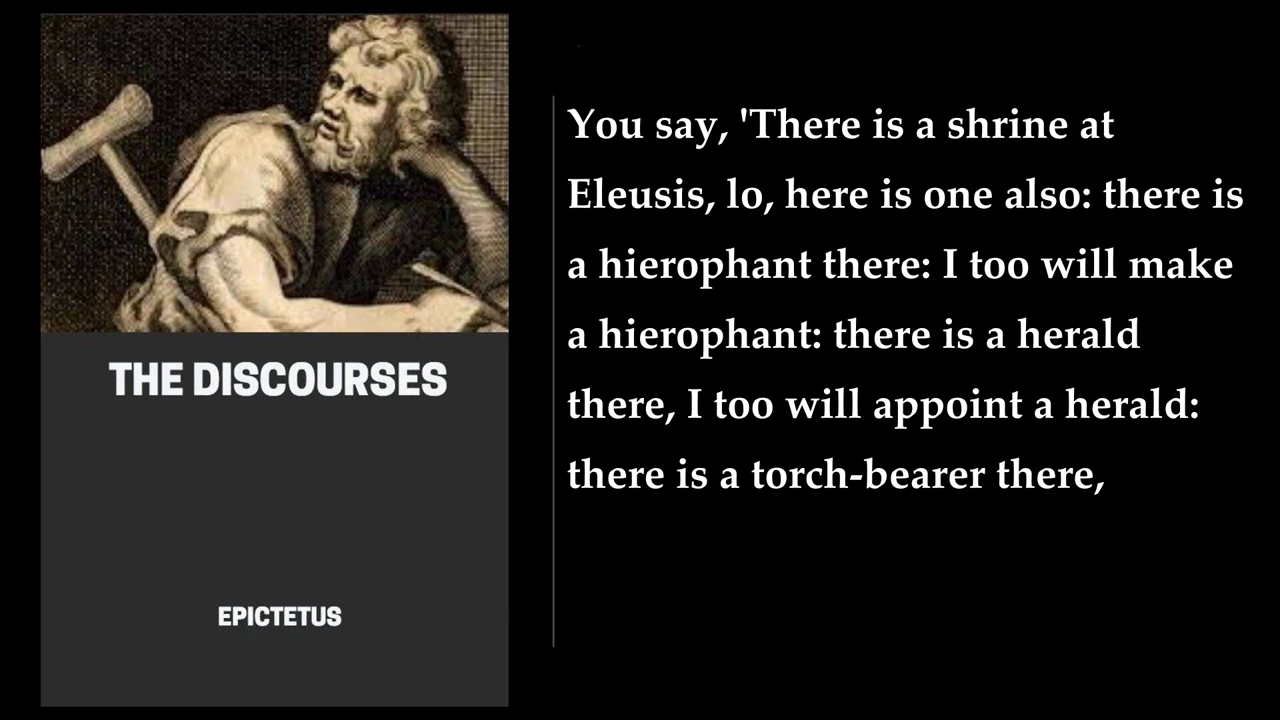 THE DISCOURSES
EPICTETUS
You say, 'There is a shrine at
Eleusis, lo, here is one also: there is
a hierophant there: I too will make
a hierophant: there is a herald
there, I too will appoint a herald:
there is a torch-bearer there,